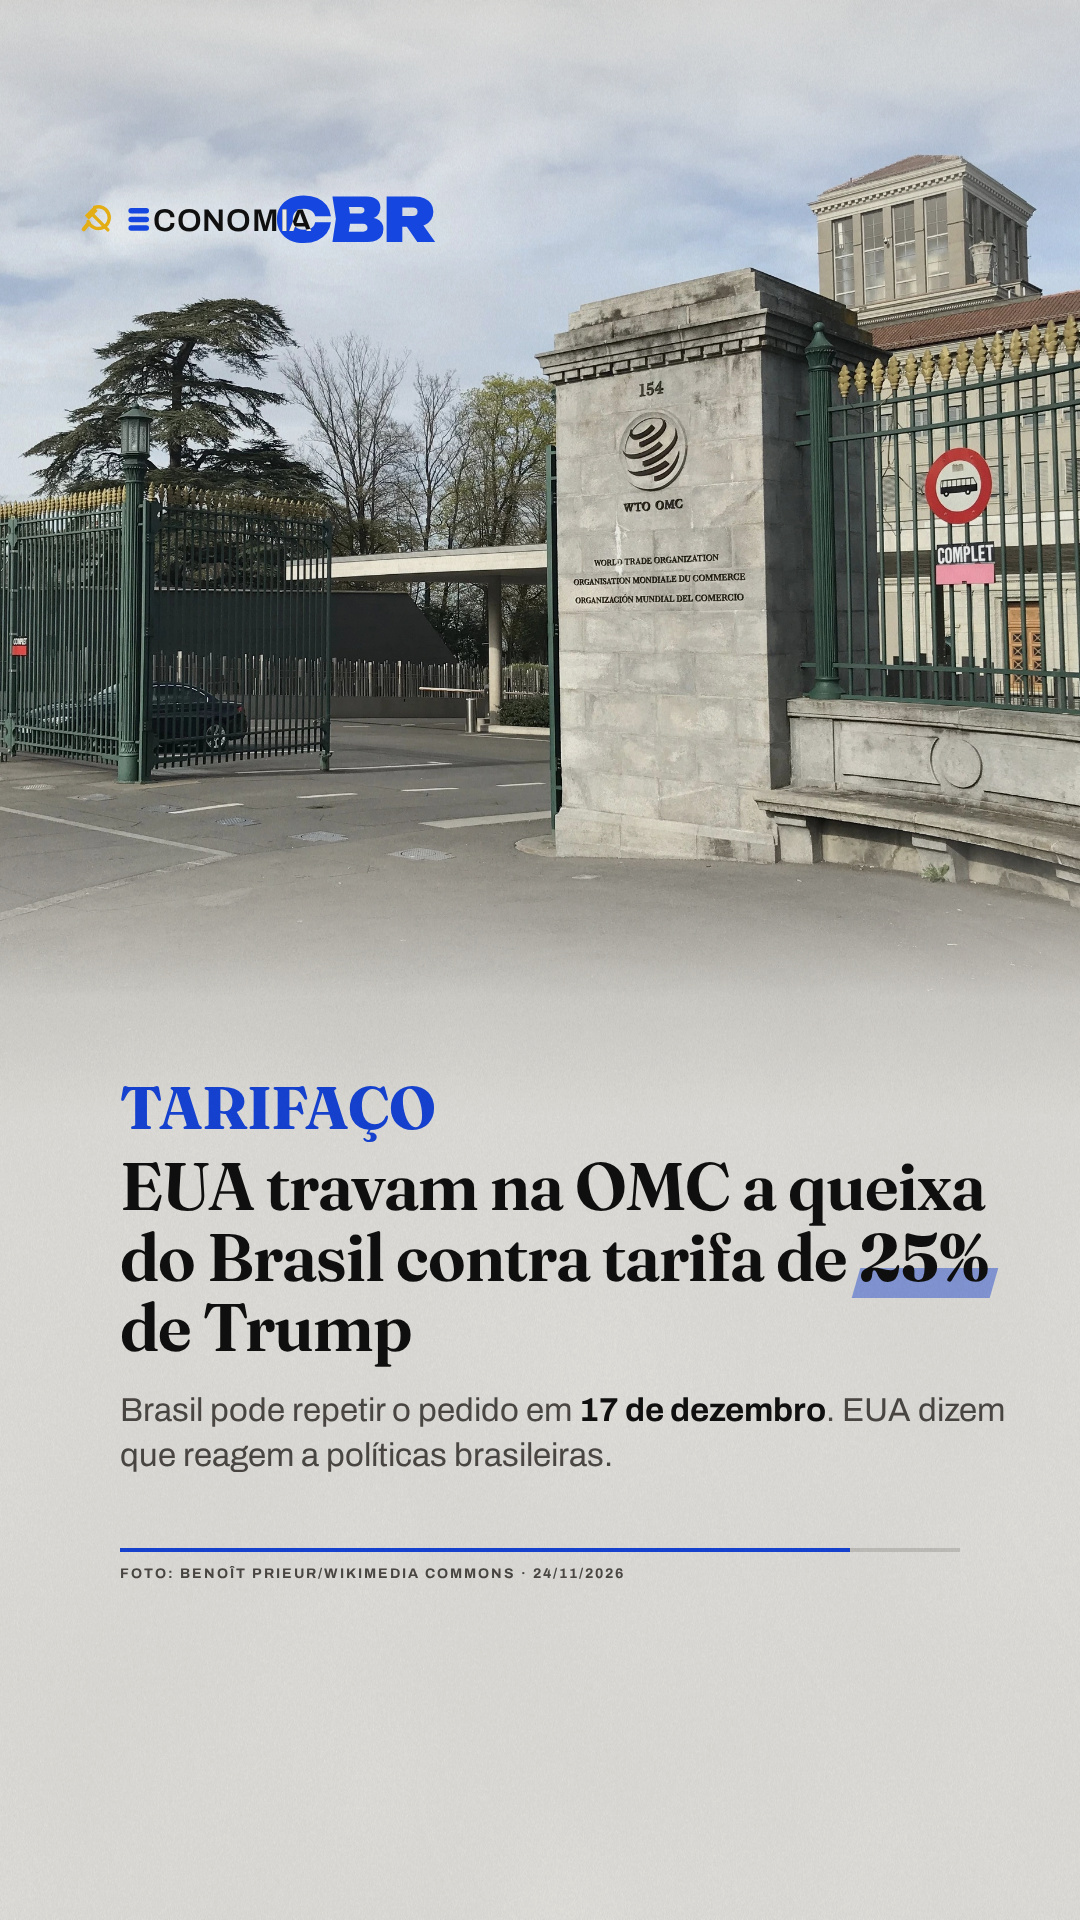 ECONOMIA CBR
154
WTO OMC
WORLD TRADE ORGANIZATION
ORGANISATION MONDIALE DU COMMERCE
ORGANIZACIÓN MUNDIAL DEL COMERCIO
COMPLET
COMPLET
TARIFAÇO
EUA travam na OMC a queixa
do Brasil contra tarifa de 25%
de Trump
Brasil pode repetir o pedido em 17 de dezembro. EUA dizem
que reagem a políticas brasileiras.
FOTO: BENOÎT PRIEUR/WIKIMEDIA COMMONS · 24/11/2026